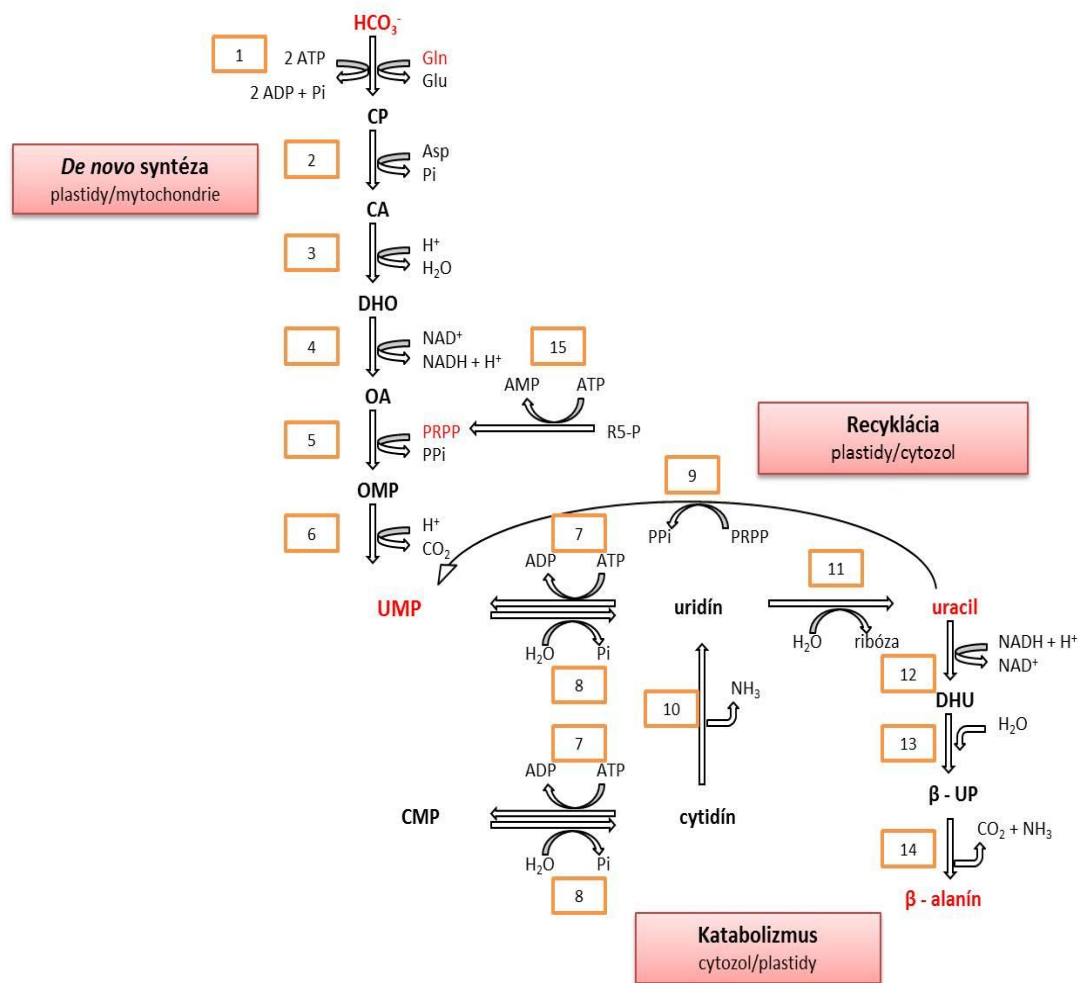 HCO₃⁻
1
2 ATP
Gln
Glu
2 ADP + Pi
CP
De novo syntéza
plastidy/mytochondrie
2
Asp
Pi
CA
3
H⁺
H₂O
DHO
4
NAD⁺
NADH + H⁺
15
AMP
ATP
OA
5
PRPP
PPi
R5-P
Recyklácia
plastidy/cytozol
OMP
9
6
H⁺
CO₂
7
PPi
PRPP
ADP
ATP
11
UMP
uridín
uracil
H₂O
Pi
H₂O
ribóza
NADH + H⁺
NAD⁺
8
12
10
NH₃
DHU
7
13
H₂O
ADP
ATP
β - UP
CMP
cytidín
14
CO₂ + NH₃
H₂O
Pi
8
β - alanín
Katabolizmus
cytozol/plastidy